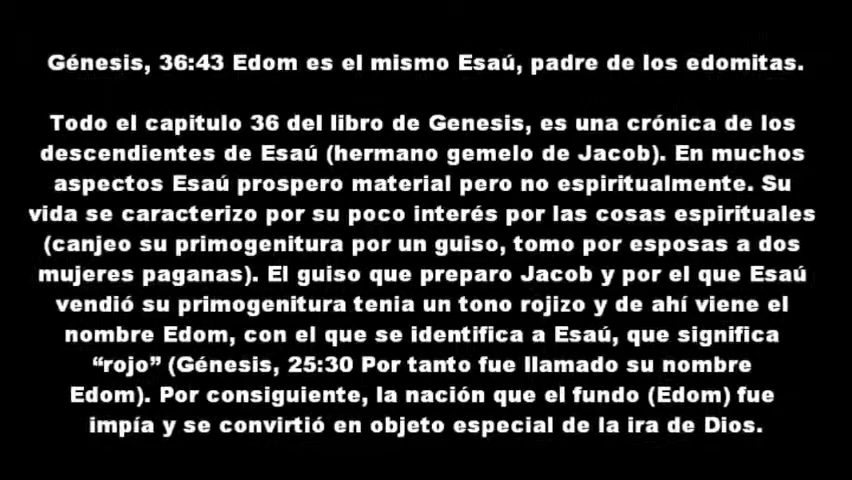 Génesis, 36:43 Edom es el mismo Esaú, padre de los edomitas.
Todo el capitulo 36 del libro de Genesis, es una crónica de los
descendientes de Esaú (hermano gemelo de Jacob). En muchos
aspectos Esaú prospero material pero no espiritualmente. Su
vida se caracterizo por su poco interés por las cosas espirituales
(canjeo su primogenitura por un guiso, tomo por esposas a dos
mujeres paganas). El guiso que preparo Jacob y por el que Esaú
vendió su primogenitura tenia un tono rojizo y de ahí viene el
nombre Edom, con el que se identifica a Esaú, que significa
“rojo” (Génesis, 25:30 Por tanto fue llamado su nombre
Edom). Por consiguiente, la nación que el fundo (Edom) fue
impía y se convirtió en objeto especial de la ira de Dios.